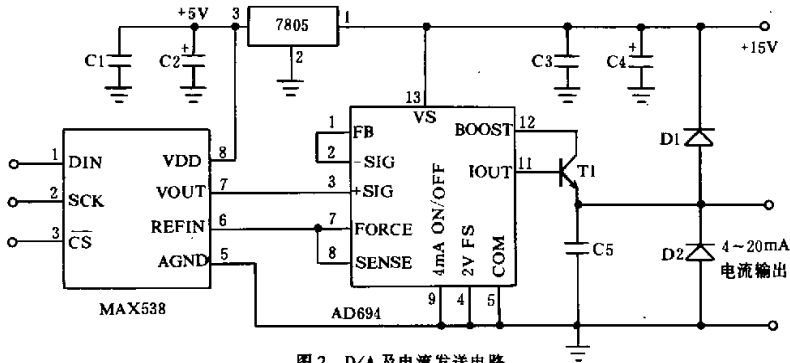 +5V 3 7805 1
2
+15V
C1 C2 + C3 C4 +
13
VS
1 FB BOOST 12
2 -SIG
1 DIN VDD 8
2 SCK VOUT 7
3 CS REFIN 6
AGND 5
MAX538
3 +SIG IOUT 11 T1
7 FORCE
8 SENSE
4mA ON/OFF 2V FS COM
9 4 5
AD694
D1
C5 D2 4~20mA
电流输出
图2 D/A及电流发送电路